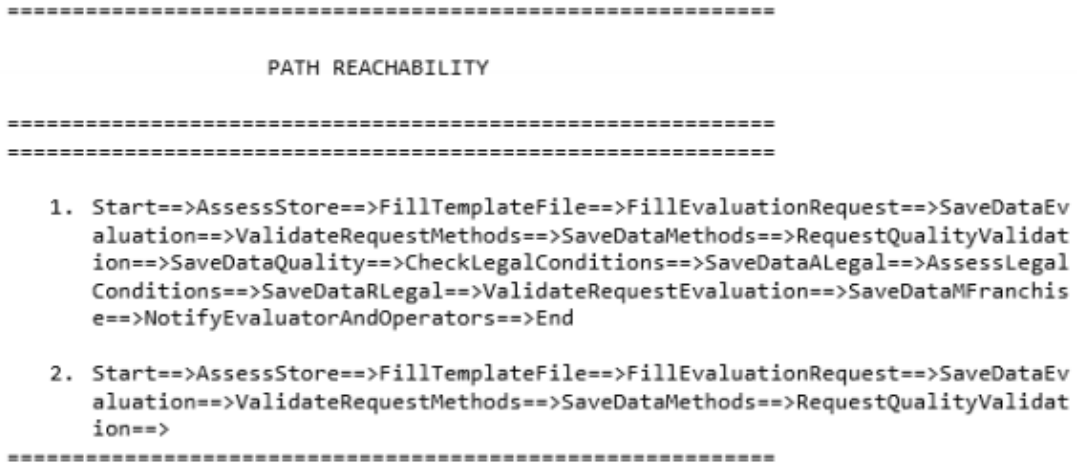 ===========================================================
PATH REACHABILITY
===========================================================
===========================================================
1. Start==>AssessStore==>FillTemplateFile==>FillEvaluationRequest==>SaveDataEv
aluation==>ValidateRequestMethods==>SaveDataMethods==>RequestQualityValidat
ion==>SaveDataQuality==>CheckLegalConditions==>SaveDataALegal==>AssessLegal
Conditions==>SaveDataRLegal==>ValidateRequestEvaluation==>SaveDataMFranchis
e==>NotifyEvaluatorAndOperators==>End
2. Start==>AssessStore==>FillTemplateFile==>FillEvaluationRequest==>SaveDataEv
aluation==>ValidateRequestMethods==>SaveDataMethods==>RequestQualityValidat
ion==>
===========================================================